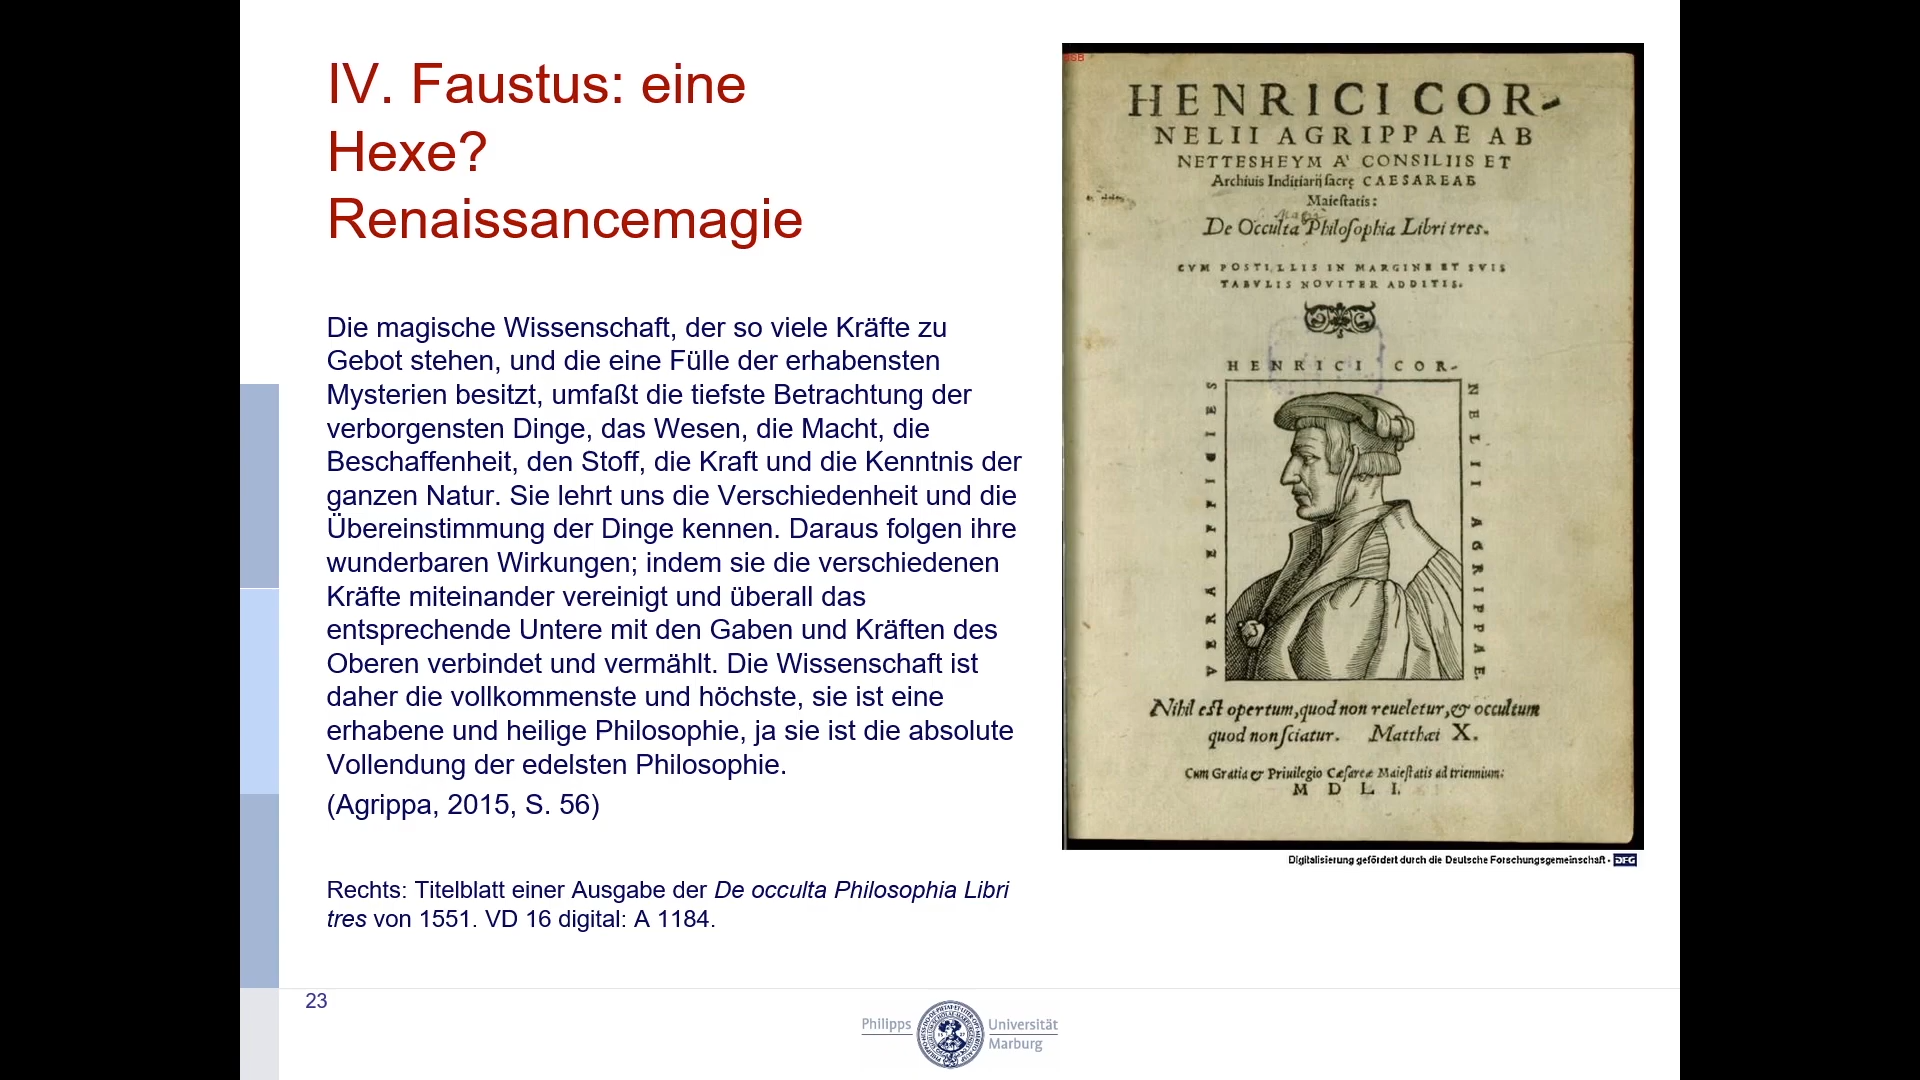 IV. Faustus: eine
Hexe?
Renaissancemagie
Die magische Wissenschaft, der so viele Kräfte zu
Gebot stehen, und die eine Fülle der erhabensten
Mysterien besitzt, umfaßt die tiefste Betrachtung der
verborgensten Dinge, das Wesen, die Macht, die
Beschaffenheit, den Stoff, die Kraft und die Kenntnis der
ganzen Natur. Sie lehrt uns die Verschiedenheit und die
Übereinstimmung der Dinge kennen. Daraus folgen ihre
wunderbaren Wirkungen; indem sie die verschiedenen
Kräfte miteinander vereinigt und überall das
entsprechende Untere mit den Gaben und Kräften des
Oberen verbindet und vermählt. Die Wissenschaft ist
daher die vollkommenste und höchste, sie ist eine
erhabene und heilige Philosophie, ja sie ist die absolute
Vollendung der edelsten Philosophie.
(Agrippa, 2015, S. 56)
Rechts: Titelblatt einer Ausgabe der De occulta Philosophia Libri
tres von 1551. VD 16 digital: A 1184.
23
BSB
HENRICI COR-
NELII AGRIPPAE AB
NETTESHEYM A' CONSILIIS ET
Archiuis Inditiarij sacrę CAESAREAE
Maiestatis:
De Occulta Philosophia Libri tres.
CVM POSTILLIS IN MARGINE ET SVIS
TABVLIS NOVITER ADDITIS.
HENRICI COR-
NELII AGRIPPAE.
VERA EFFIGIES
Nihil est opertum, quod non reueletur, & occultum
quod non sciatur. Matthæi X.
Cum Gratia & Priuilegio Cæsareæ Maiestatis ad triennium:
MDLI.
Digitalisierung gefördert durch die Deutsche Forschungsgemeinschaft - DFG
Philipps Universität
Marburg